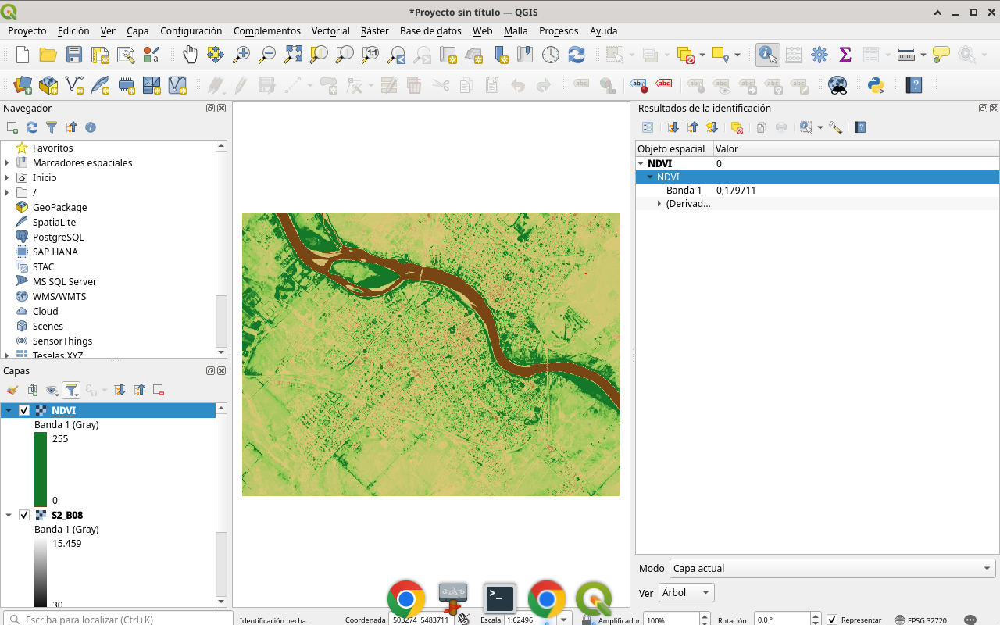 *Proyecto sin título — QGIS
Proyecto Edición Ver Capa Configuración Complementos Vectorial Ráster Base de datos Web Malla Procesos Ayuda
Navegador
Favoritos
Marcadores espaciales
Inicio
/
GeoPackage
SpatiaLite
PostgreSQL
SAP HANA
STAC
MS SQL Server
WMS/WMTS
Cloud
Scenes
SensorThings
Teselas XYZ
Capas
NDVI
Banda 1 (Gray)
255
0
S2_B08
Banda 1 (Gray)
15.459
30
Resultados de la identificación
Objeto espacial Valor
NDVI 0
NDVI
Banda 1 0,179711
(Derivad...
Modo Capa actual
Ver Árbol
Escriba para localizar (Ctrl+K)
Identificación hecha.
Coordenada 503274 5483711
Escala 1:62496
Amplificador 100%
Rotación 0,0 °
Representar
EPSG:32720